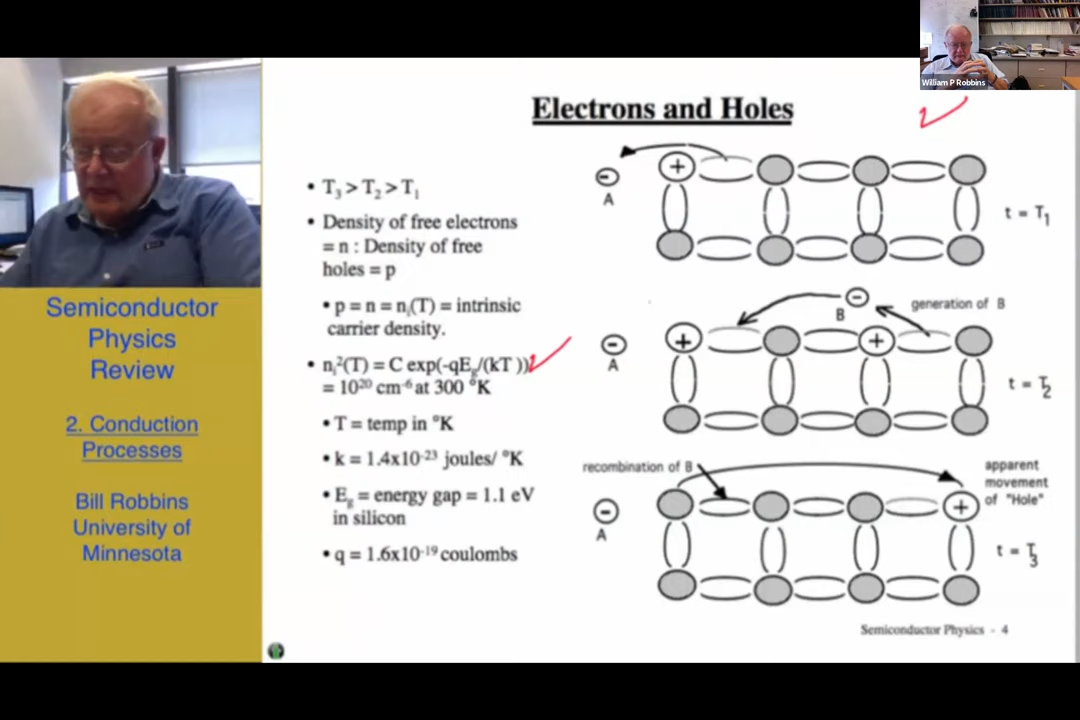 William P Robbins
Electrons and Holes
• T₃ > T₂ > T₁
• Density of free electrons
= n : Density of free
holes = p
• p = n = nᵢ(T) = intrinsic
carrier density.
• nᵢ²(T) = C exp(-qE_g/(kT ))
= 10²⁰ cm⁻⁶ at 300 °K
• T = temp in °K
• k = 1.4x10⁻²³ joules/ °K
• E_g = energy gap = 1.1 eV
in silicon
• q = 1.6x10⁻¹⁹ coulombs
− A + t = T₁
− B generation of B
− A + + t = T₂
recombination of B
apparent
movement
of "Hole"
− A + t = T₃
Semiconductor Physics - 4
Semiconductor
Physics
Review
2. Conduction
Processes
Bill Robbins
University of
Minnesota